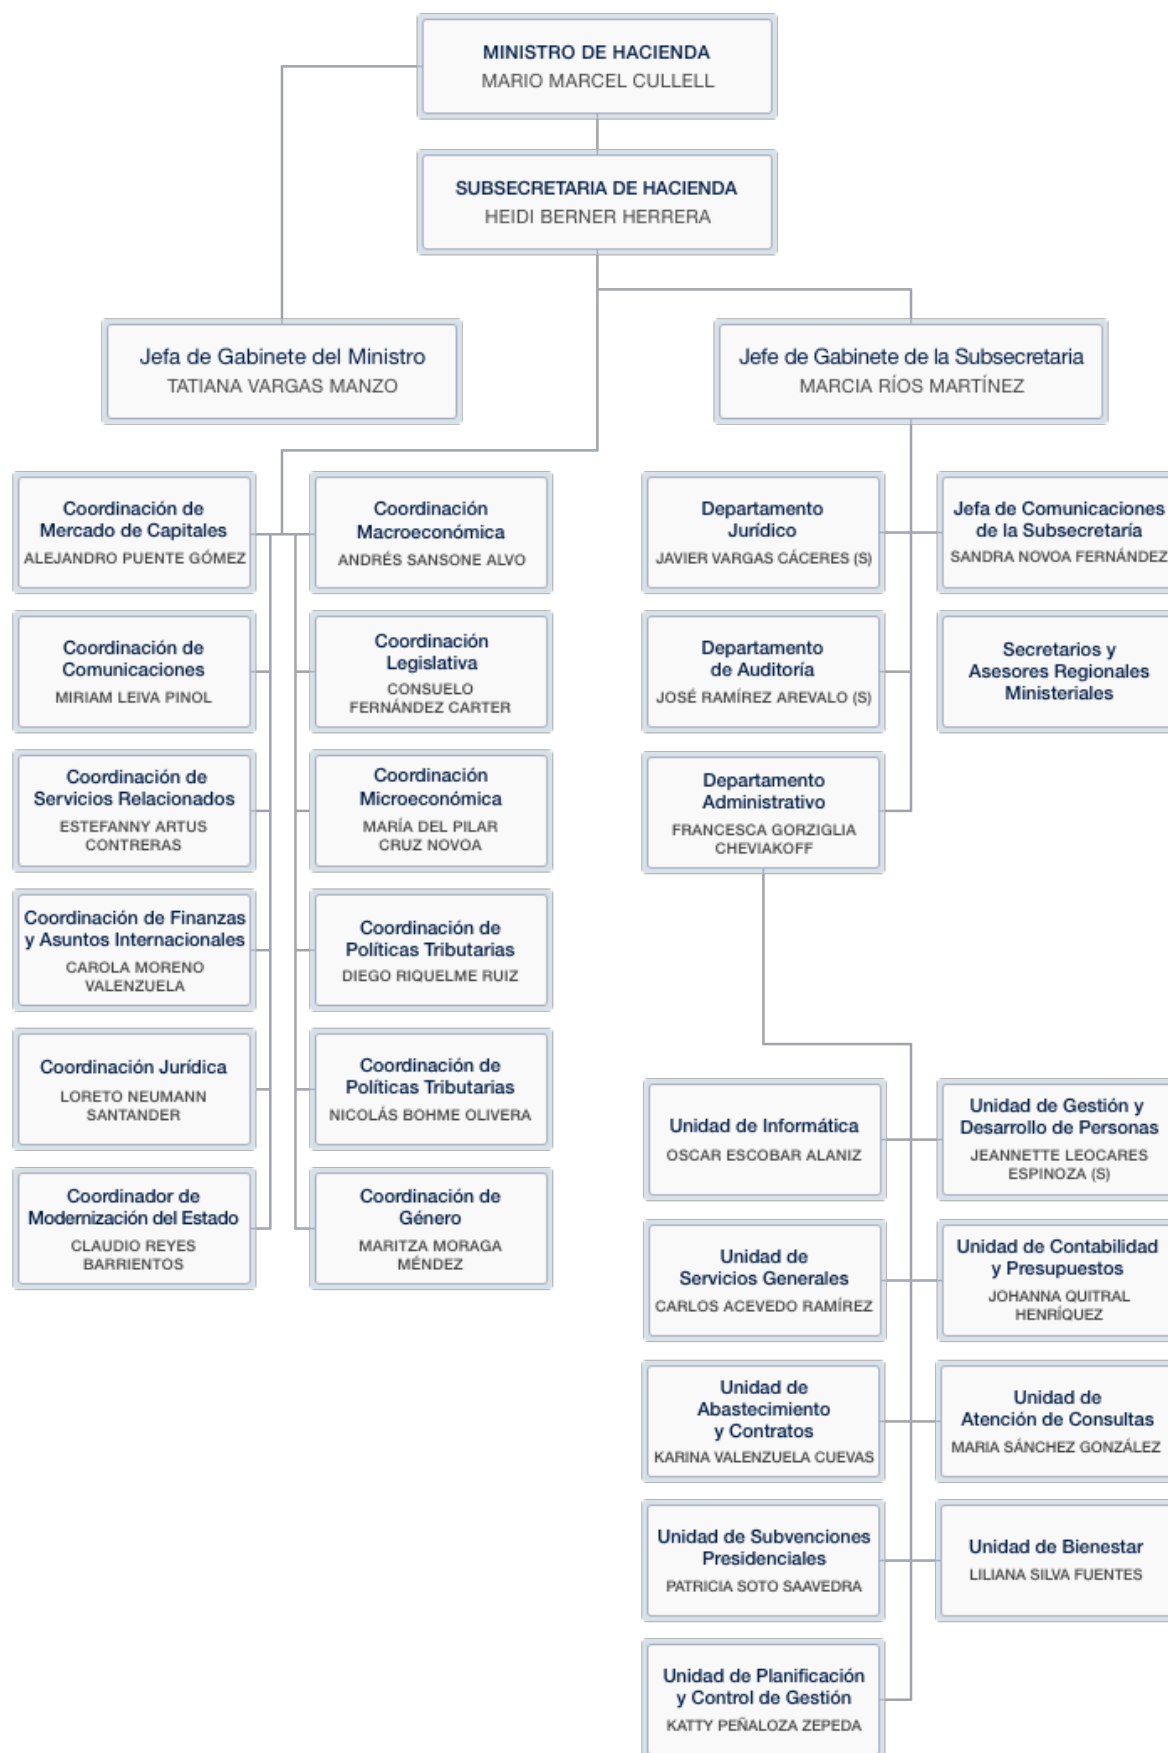 MINISTRO DE HACIENDA
MARIO MARCEL CULLELL
SUBSECRETARIA DE HACIENDA
HEIDI BERNER HERRERA
Jefa de Gabinete del Ministro
TATIANA VARGAS MANZO
Jefe de Gabinete de la Subsecretaria
MARCIA RÍOS MARTÍNEZ
Coordinación de
Mercado de Capitales
ALEJANDRO PUENTE GÓMEZ
Coordinación
Macroeconómica
ANDRÉS SANSONE ALVO
Coordinación de
Comunicaciones
MIRIAM LEIVA PINOL
Coordinación
Legislativa
CONSUELO
FERNÁNDEZ CARTER
Coordinación de
Servicios Relacionados
ESTEFANNY ARTUS
CONTRERAS
Coordinación
Microeconómica
MARÍA DEL PILAR
CRUZ NOVOA
Coordinación de Finanzas
y Asuntos Internacionales
CAROLA MORENO
VALENZUELA
Coordinación de
Políticas Tributarias
DIEGO RIQUELME RUIZ
Coordinación Jurídica
LORETO NEUMANN
SANTANDER
Coordinación de
Políticas Tributarias
NICOLÁS BOHME OLIVERA
Coordinador de
Modernización del Estado
CLAUDIO REYES
BARRIENTOS
Coordinación de
Género
MARITZA MORAGA
MÉNDEZ
Departamento
Jurídico
JAVIER VARGAS CÁCERES (S)
Jefa de Comunicaciones
de la Subsecretaría
SANDRA NOVOA FERNÁNDEZ
Departamento
de Auditoría
JOSÉ RAMÍREZ AREVALO (S)
Secretarios y
Asesores Regionales
Ministeriales
Departamento
Administrativo
FRANCESCA GORZIGLIA
CHEVIAKOFF
Unidad de Informática
OSCAR ESCOBAR ALANIZ
Unidad de Gestión y
Desarrollo de Personas
JEANNETTE LEOCARES
ESPINOZA (S)
Unidad de
Servicios Generales
CARLOS ACEVEDO RAMÍREZ
Unidad de Contabilidad
y Presupuestos
JOHANNA QUITRAL
HENRÍQUEZ
Unidad de
Abastecimiento
y Contratos
KARINA VALENZUELA CUEVAS
Unidad de
Atención de Consultas
MARIA SÁNCHEZ GONZÁLEZ
Unidad de Subvenciones
Presidenciales
PATRICIA SOTO SAAVEDRA
Unidad de Bienestar
LILIANA SILVA FUENTES
Unidad de Planificación
y Control de Gestión
KATTY PEÑALOZA ZEPEDA